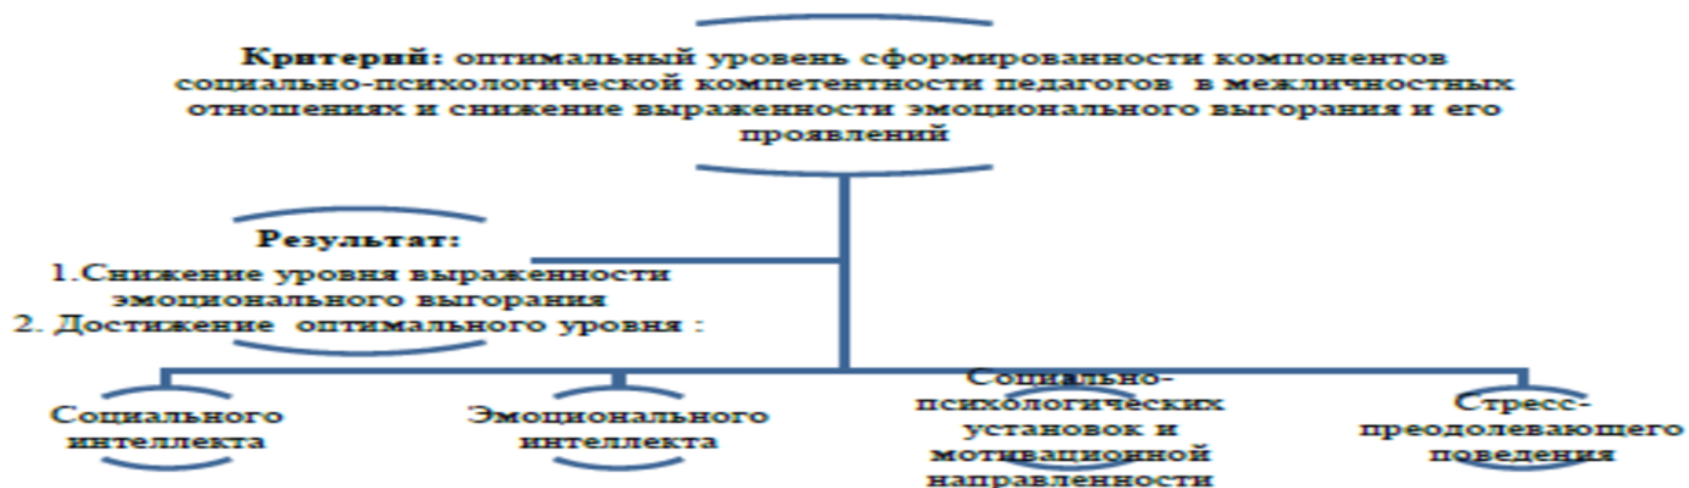 Критерий: оптимальный уровень сформированности компонентов
социально-психологической компетентности педагогов в межличностных
отношениях и снижение выраженности эмоционального выгорания и его
проявлений
Результат:
1.Снижение уровня выраженности
эмоционального выгорания
2. Достижение оптимального уровня :
Социального
интеллекта
Эмоционального
интеллекта
Социально-
психологических
установок и
мотивационной
направленности
Стресс-
преодолевающего
поведения